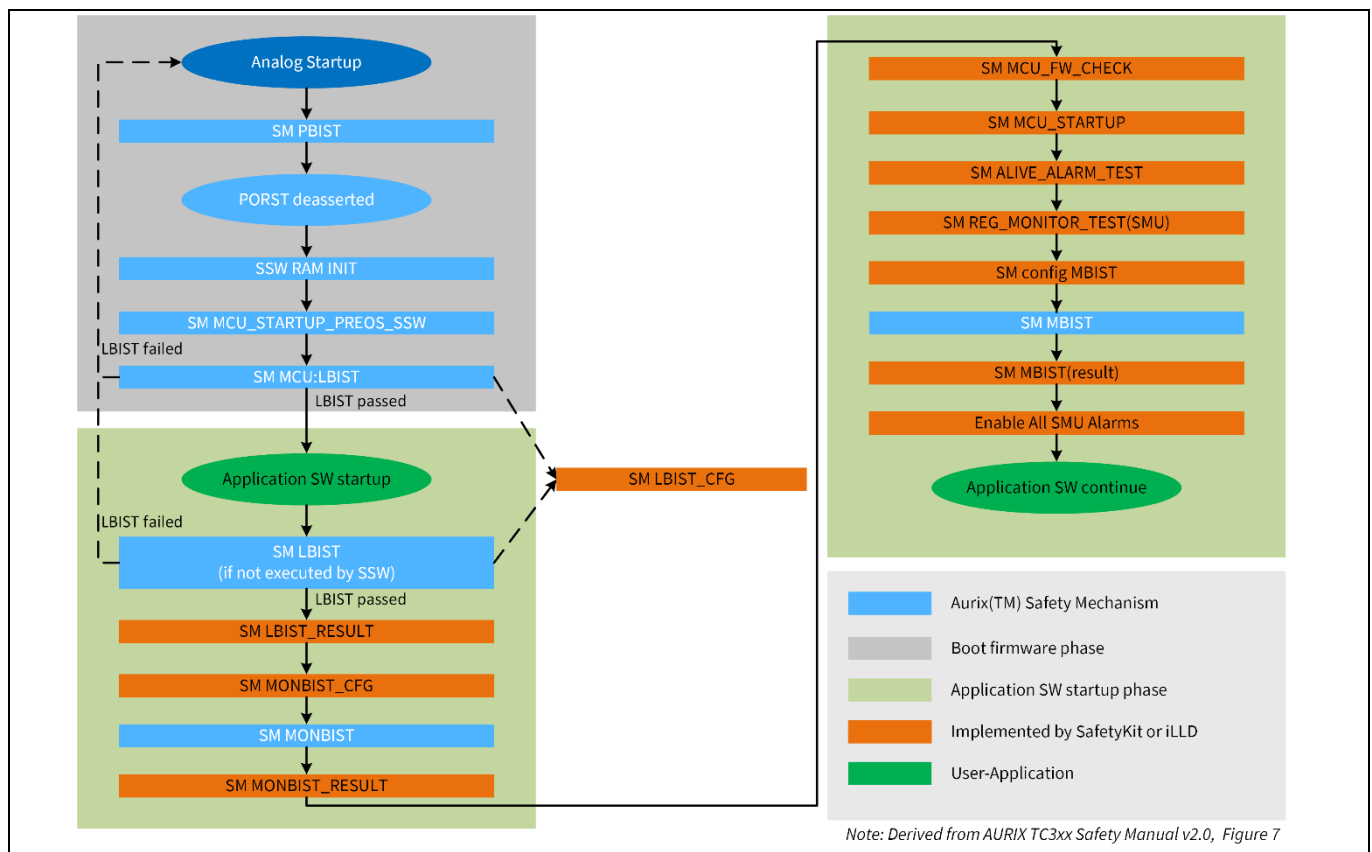 Analog Startup
SM PBIST
PORST deasserted
SSW RAM INIT
SM MCU_STARTUP_PREOS_SSW
LBIST failed
SM MCU:LBIST
LBIST passed
Application SW startup
SM LBIST_CFG
LBIST failed
SM LBIST
(if not executed by SSW)
LBIST passed
SM LBIST_RESULT
SM MONBIST_CFG
SM MONBIST
SM MONBIST_RESULT
SM MCU_FW_CHECK
SM MCU_STARTUP
SM ALIVE_ALARM_TEST
SM REG_MONITOR_TEST(SMU)
SM config MBIST
SM MBIST
SM MBIST(result)
Enable All SMU Alarms
Application SW continue
Aurix(TM) Safety Mechanism
Boot firmware phase
Application SW startup phase
Implemented by SafetyKit or iLLD
User-Application
Note: Derived from AURIX TC3xx Safety Manual v2.0, Figure 7